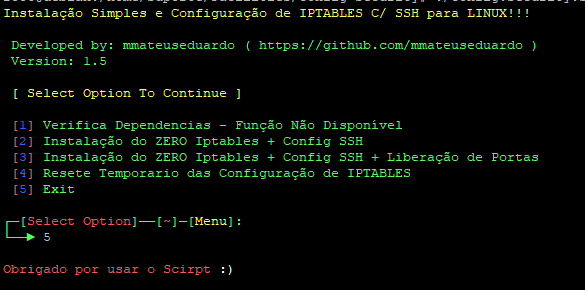 Instalação Simples e Configuração de IPTABLES C/ SSH para LINUX!!!
Developed by: mmateuseduardo ( https://github.com/mmateuseduardo )
Version: 1.5
[ Select Option To Continue ]
[1] Verifica Dependencias - Função Não Disponível
[2] Instalação do ZERO Iptables + Config SSH
[3] Instalação do ZERO Iptables + Config SSH + Liberação de Portas
[4] Resete Temporario das Configuração de IPTABLES
[5] Exit
┌─[Select Option]──[~]─[Menu]:
└──► 5
Obrigado por usar o Scirpt :)